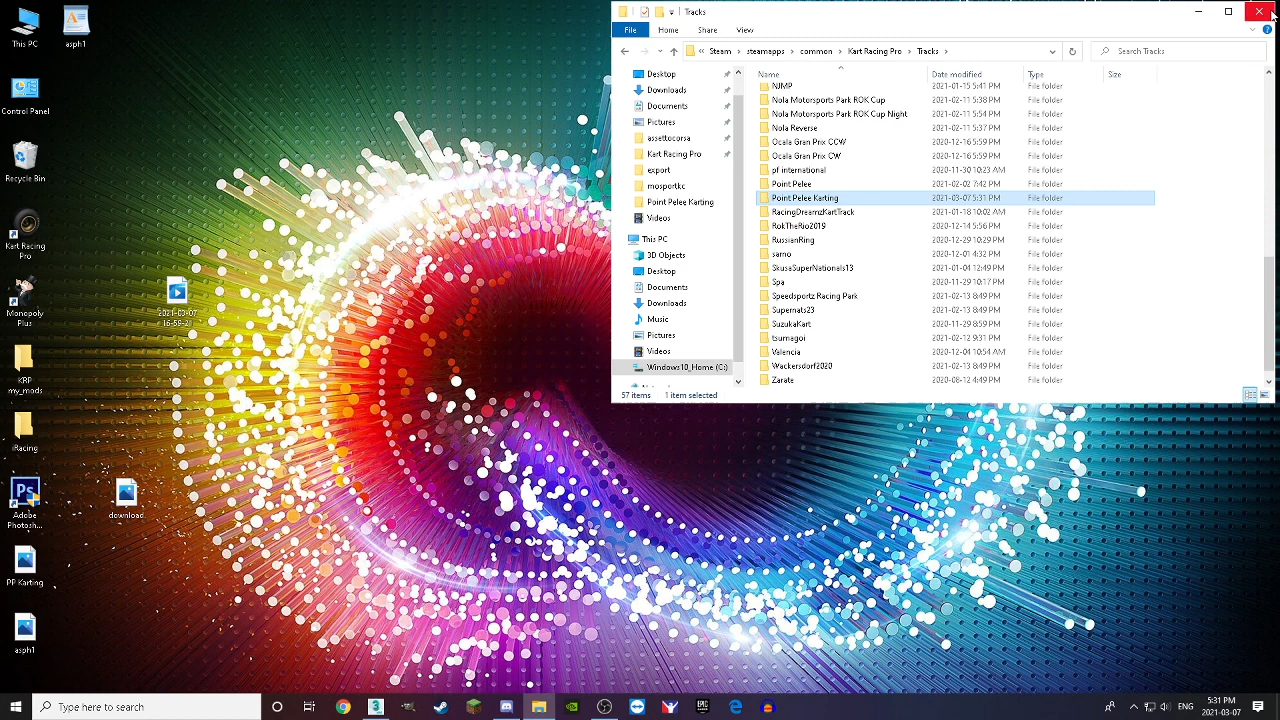 This PC
asph1
Control Panel
Recycle Bin
Kart Racing
Pro
Monopoly
Plus
2021-03-07
16-59-21
KRP
my_mods
iRacing
Adobe
Photosh...
download
PP Karting
asph1
Tracks
File Home Share View
« Steam › steamapps › common › Kart Racing Pro › Tracks ›
Search Tracks
Desktop
Downloads
Documents
Pictures
assettocorsa
Kart Racing Pro
export
mosportkc
Point Pelee Karting
Videos
This PC
3D Objects
Desktop
Documents
Downloads
Music
Pictures
Videos
Windows10_Home (C:)
Name Date modified Type Size
NJMP 2021-01-15 5:41 PM File folder
Nola Motorsports Park ROK Cup 2021-02-11 5:38 PM File folder
Nola Motorsports Park ROK Cup Night 2021-02-11 5:54 PM File folder
Nola Reverse 2021-02-11 5:37 PM File folder
Ocala Gran Prix CCW 2020-12-16 5:59 PM File folder
Ocala Gran Prix CW 2020-12-16 5:59 PM File folder
pf international 2020-11-30 10:23 AM File folder
Point Pelee 2021-02-02 7:42 PM File folder
Point Pelee Karting 2021-03-07 5:31 PM File folder
RacingDreamzKartTrack 2021-01-18 10:02 AM File folder
RokTheRio2019 2020-12-14 5:56 PM File folder
RussianRing 2020-12-29 10:29 PM File folder
sarno 2020-12-01 4:32 PM File folder
SkusaSuperNationals13 2021-01-04 12:49 PM File folder
Spa 2020-11-29 10:17 PM File folder
Speedsportz Racing Park 2021-02-13 8:49 PM File folder
Supernats23 2021-02-13 8:49 PM File folder
SuzukaKart 2020-11-29 8:59 PM File folder
tsumagoi 2021-02-12 9:31 PM File folder
Valencia 2020-12-04 10:54 AM File folder
Wackersdorf2020 2021-02-13 8:49 PM File folder
Zarate 2020-08-12 4:49 PM File folder
57 items 1 item selected
Type here to search
ENG
5:31 PM
2021-03-07